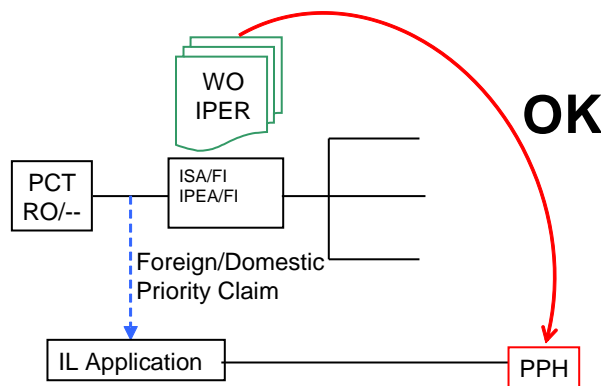 WO
IPER
OK
PCT
RO/--
ISA/FI
IPEA/FI
Foreign/Domestic
Priority Claim
IL Application
PPH